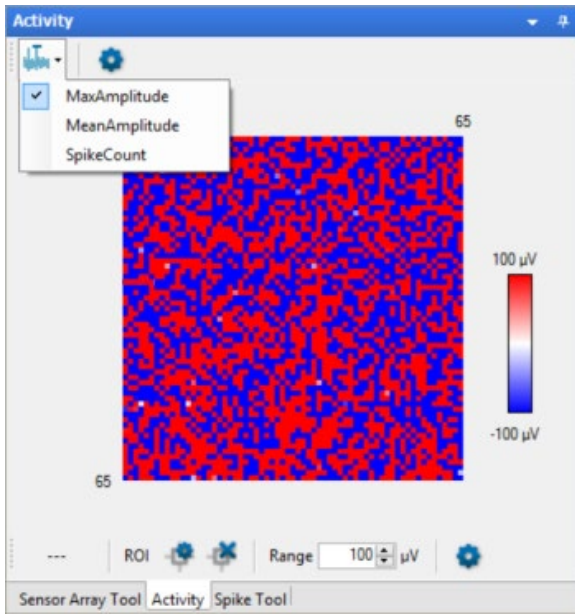 Activity
MaxAmplitude
MeanAmplitude
SpikeCount
65
100 µV
-100 µV
65
--- ROI Range 100 µV
Sensor Array Tool Activity Spike Tool